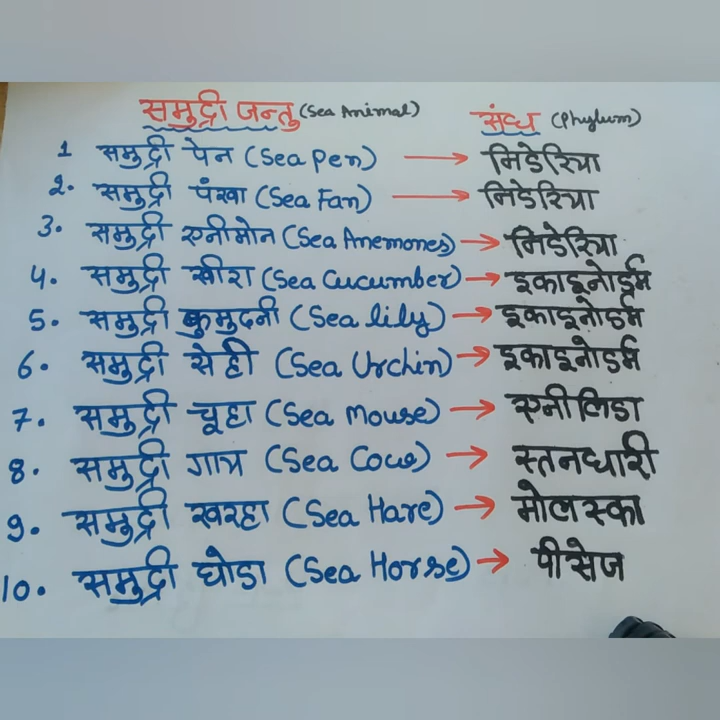 समुद्री जन्तु (Sea Animal) संघ (Phylum)
1 समुद्री पेन (Sea Pen) → निडेरिया
2. समुद्री पंखा (Sea Fan) → निडेरिया
3. समुद्री एनीमोन (Sea Anemones) → निडेरिया
4. समुद्री खीरा (Sea Cucumber) → इकाइनोडर्म
5. समुद्री कुमुदनी (Sea lily) → इकाइनोडर्म
6. समुद्री सेही (Sea Urchin) → इकाइनोडर्म
7. समुद्री चूहा (Sea Mouse) → एनीलिडा
8. समुद्री गाय (Sea Cow) → स्तनधारी
9. समुद्री खरहा (Sea Hare) → मोलस्का
10. समुद्री घोडा (Sea Horse) → पीसेज